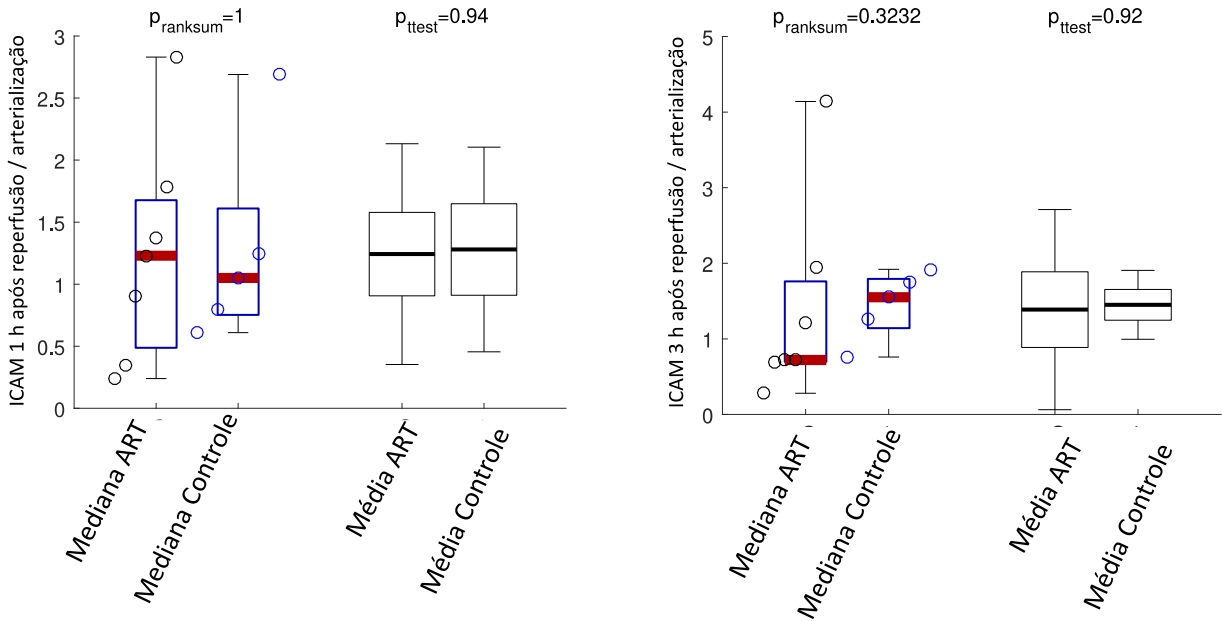 p_ranksum=1
p_ttest=0.94
ICAM 1 h após reperfusão / arterialização
3
2.5
2
1.5
1
0.5
0
Mediana ART
Mediana Controle
Média ART
Média Controle
p_ranksum=0.3232
p_ttest=0.92
ICAM 3 h após reperfusão / arterialização
5
4
3
2
1
0
Mediana ART
Mediana Controle
Média ART
Média Controle